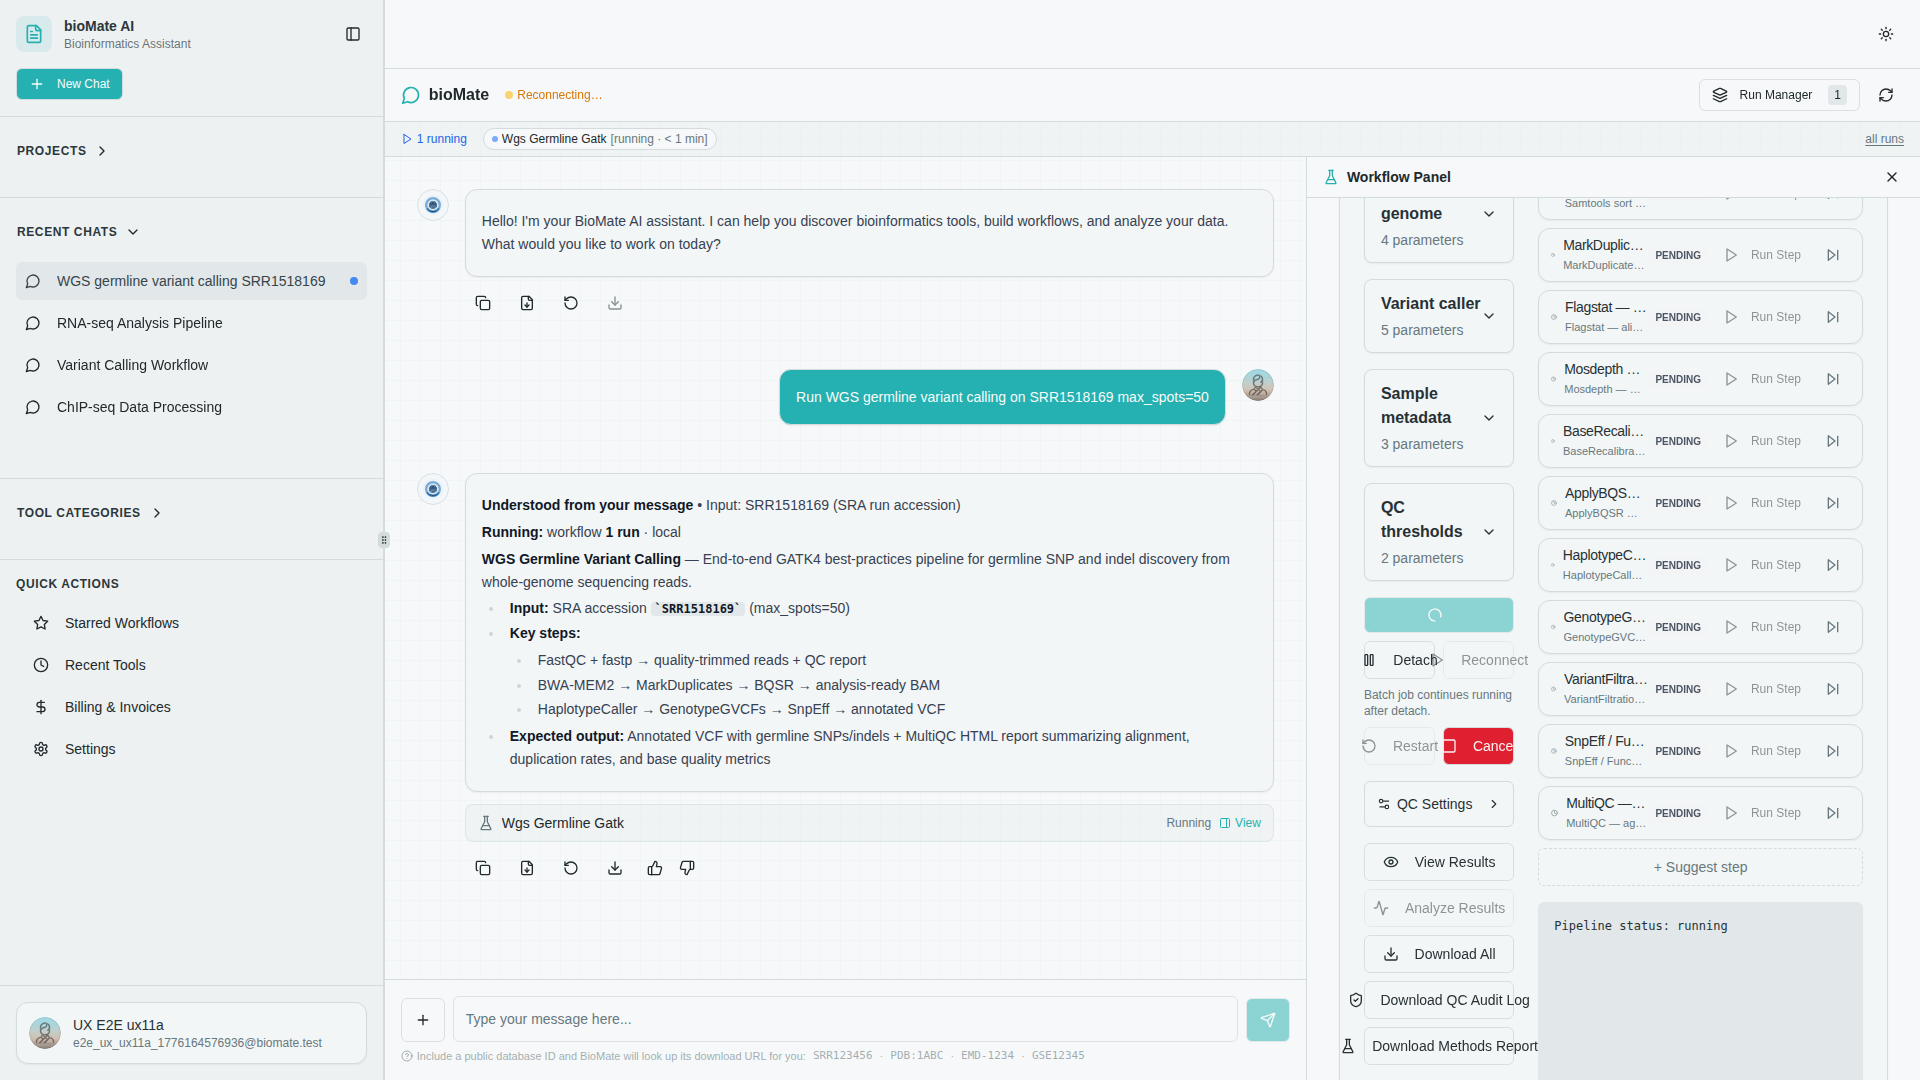 bioMate AI
Bioinformatics Assistant
New Chat
PROJECTS
RECENT CHATS
WGS germline variant calling SRR1518169
RNA-seq Analysis Pipeline
Variant Calling Workflow
ChIP-seq Data Processing
TOOL CATEGORIES
QUICK ACTIONS
Starred Workflows
Recent Tools
Billing & Invoices
Settings
UX E2E ux11a
e2e_ux_ux11a_1776164576936@biomate.test
bioMate
Reconnecting…
Run Manager 1
1 running
Wgs Germline Gatk [running · < 1 min]
all runs
Hello! I'm your BioMate AI assistant. I can help you discover bioinformatics tools, build workflows, and analyze your data.
What would you like to work on today?
Run WGS germline variant calling on SRR1518169 max_spots=50
Understood from your message • Input: SRR1518169 (SRA run accession)
Running: workflow 1 run · local
WGS Germline Variant Calling — End-to-end GATK4 best-practices pipeline for germline SNP and indel discovery from
whole-genome sequencing reads.
Input: SRA accession `SRR1518169` (max_spots=50)
Key steps:
FastQC + fastp → quality-trimmed reads + QC report
BWA-MEM2 → MarkDuplicates → BQSR → analysis-ready BAM
HaplotypeCaller → GenotypeGVCFs → SnpEff → annotated VCF
Expected output: Annotated VCF with germline SNPs/indels + MultiQC HTML report summarizing alignment,
duplication rates, and base quality metrics
Wgs Germline Gatk
Running
View
Type your message here...
Include a public database ID and BioMate will look up its download URL for you: SRR123456 · PDB:1ABC · EMD-1234 · GSE12345
Workflow Panel
genome
4 parameters
Variant caller
5 parameters
Sample
metadata
3 parameters
QC
thresholds
2 parameters
Detach
Reconnect
Batch job continues running
after detach.
Restart
Cance
QC Settings
View Results
Analyze Results
Download All
Download QC Audit Log
Download Methods Report
Samtools sort …
MarkDuplic…
MarkDuplicate…
PENDING
Run Step
Flagstat — …
Flagstat — ali…
PENDING
Run Step
Mosdepth …
Mosdepth — …
PENDING
Run Step
BaseRecali…
BaseRecalibra…
PENDING
Run Step
ApplyBQS…
ApplyBQSR …
PENDING
Run Step
HaplotypeC…
HaplotypeCall…
PENDING
Run Step
GenotypeG…
GenotypeGVC…
PENDING
Run Step
VariantFiltra…
VariantFiltratio…
PENDING
Run Step
SnpEff / Fu…
SnpEff / Func…
PENDING
Run Step
MultiQC —…
MultiQC — ag…
PENDING
Run Step
+ Suggest step
Pipeline status: running